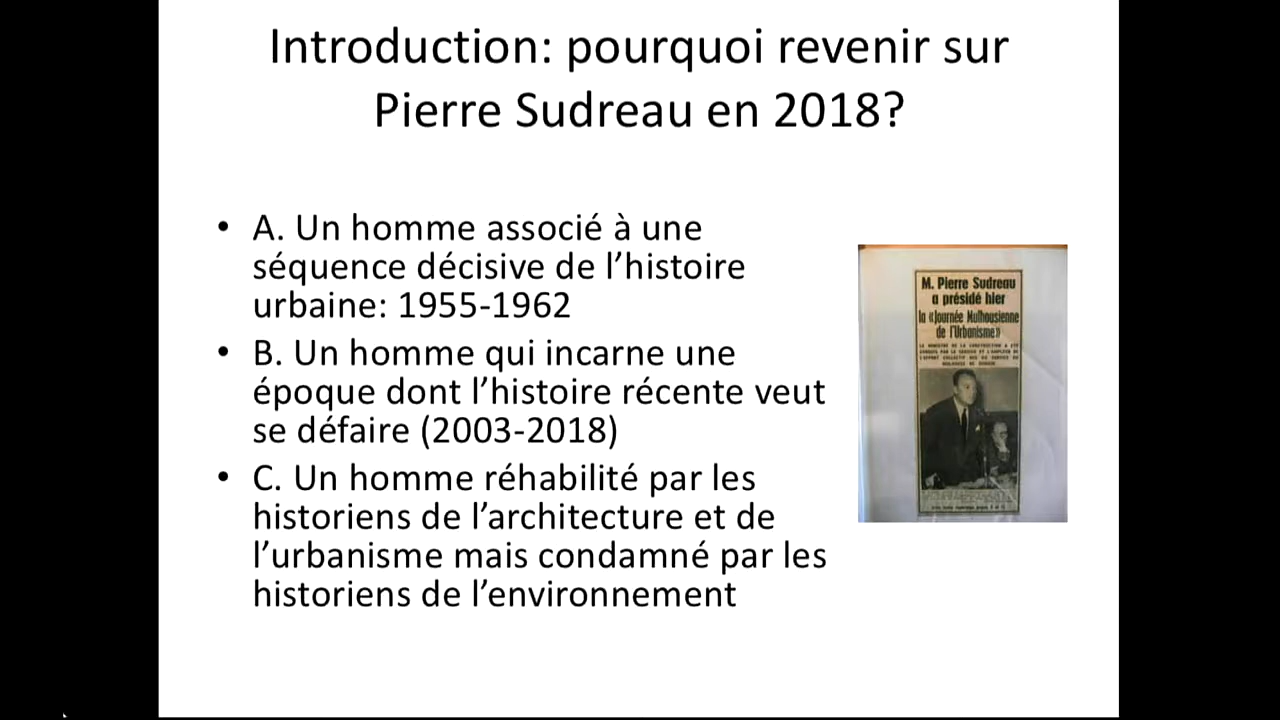 Introduction: pourquoi revenir sur
Pierre Sudreau en 2018?
• A. Un homme associé à une
séquence décisive de l’histoire
urbaine: 1955-1962
• B. Un homme qui incarne une
époque dont l’histoire récente veut
se défaire (2003-2018)
• C. Un homme réhabilité par les
historiens de l’architecture et de
l’urbanisme mais condamné par les
historiens de l’environnement
M. Pierre Sudreau
a présidé hier
la «Journée Mulhousienne
de l’Urbanisme»